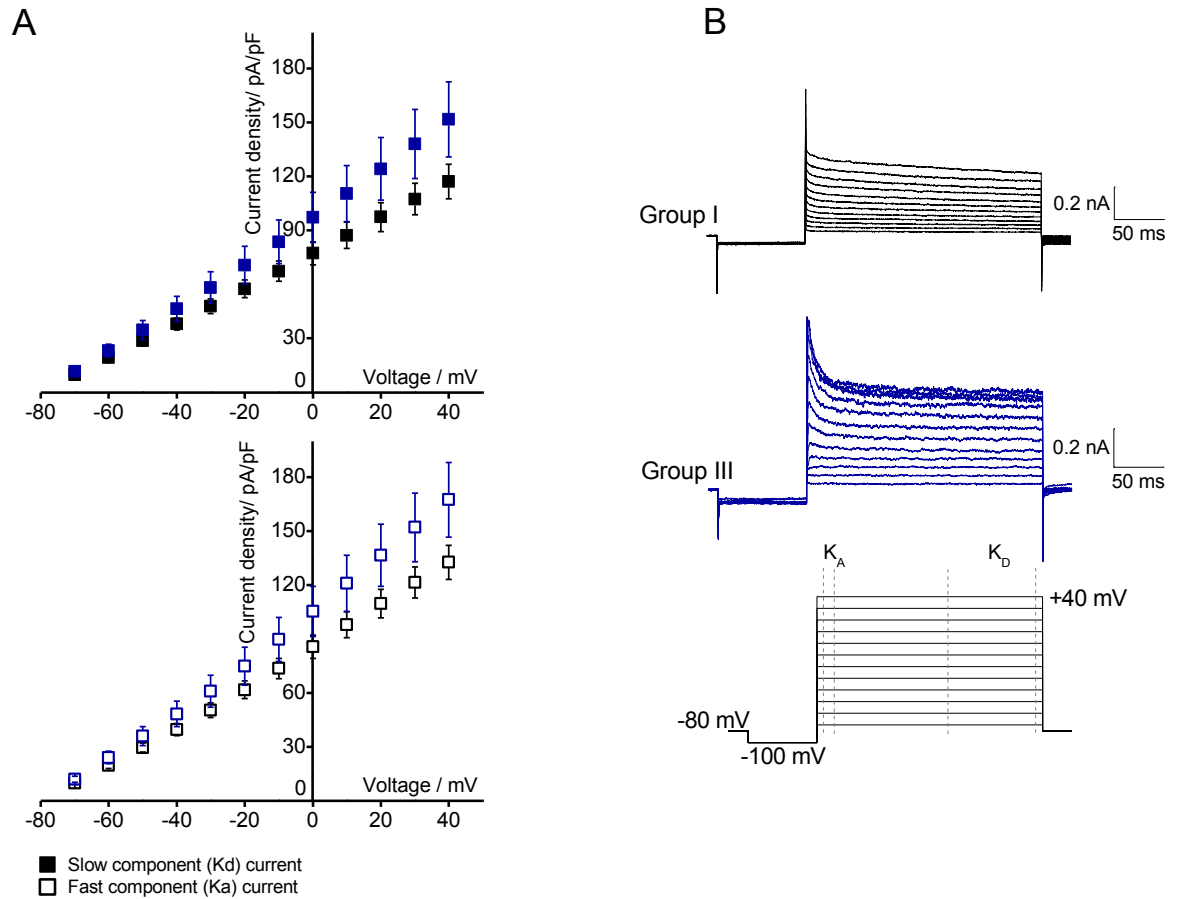 A
Current density/ pA/pF
180
150
120
90
30
0
Voltage / mV
-80 -60 -40 -20 0 20 40
Current density/ pA/pF
180
150
120
60
30
0
Voltage / mV
-80 -60 -40 -20 0 20 40
Slow component (Kd) current
Fast component (Ka) current
B
Group I
0.2 nA
50 ms
Group III
0.2 nA
50 ms
KA KD
+40 mV
-80 mV
-100 mV